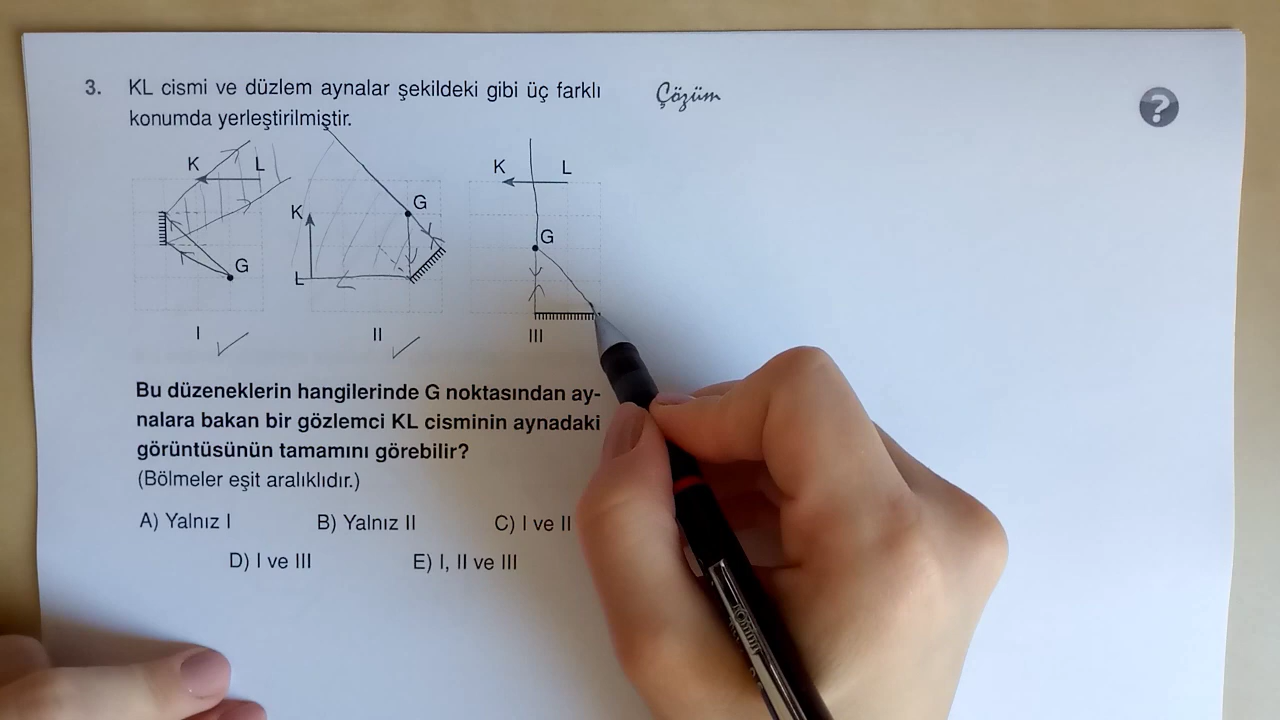 3. KL cismi ve düzlem aynalar şekildeki gibi üç farklı
konumda yerleştirilmiştir.
Çözüm
?
K L
K
G
L
G
K L
G
I
II
III
Bu düzeneklerin hangilerinde G noktasından ay-
nalara bakan bir gözlemci KL cisminin aynadaki
görüntüsünün tamamını görebilir?
(Bölmeler eşit aralıklıdır.)
A) Yalnız I B) Yalnız II C) I ve II
D) I ve III E) I, II ve III